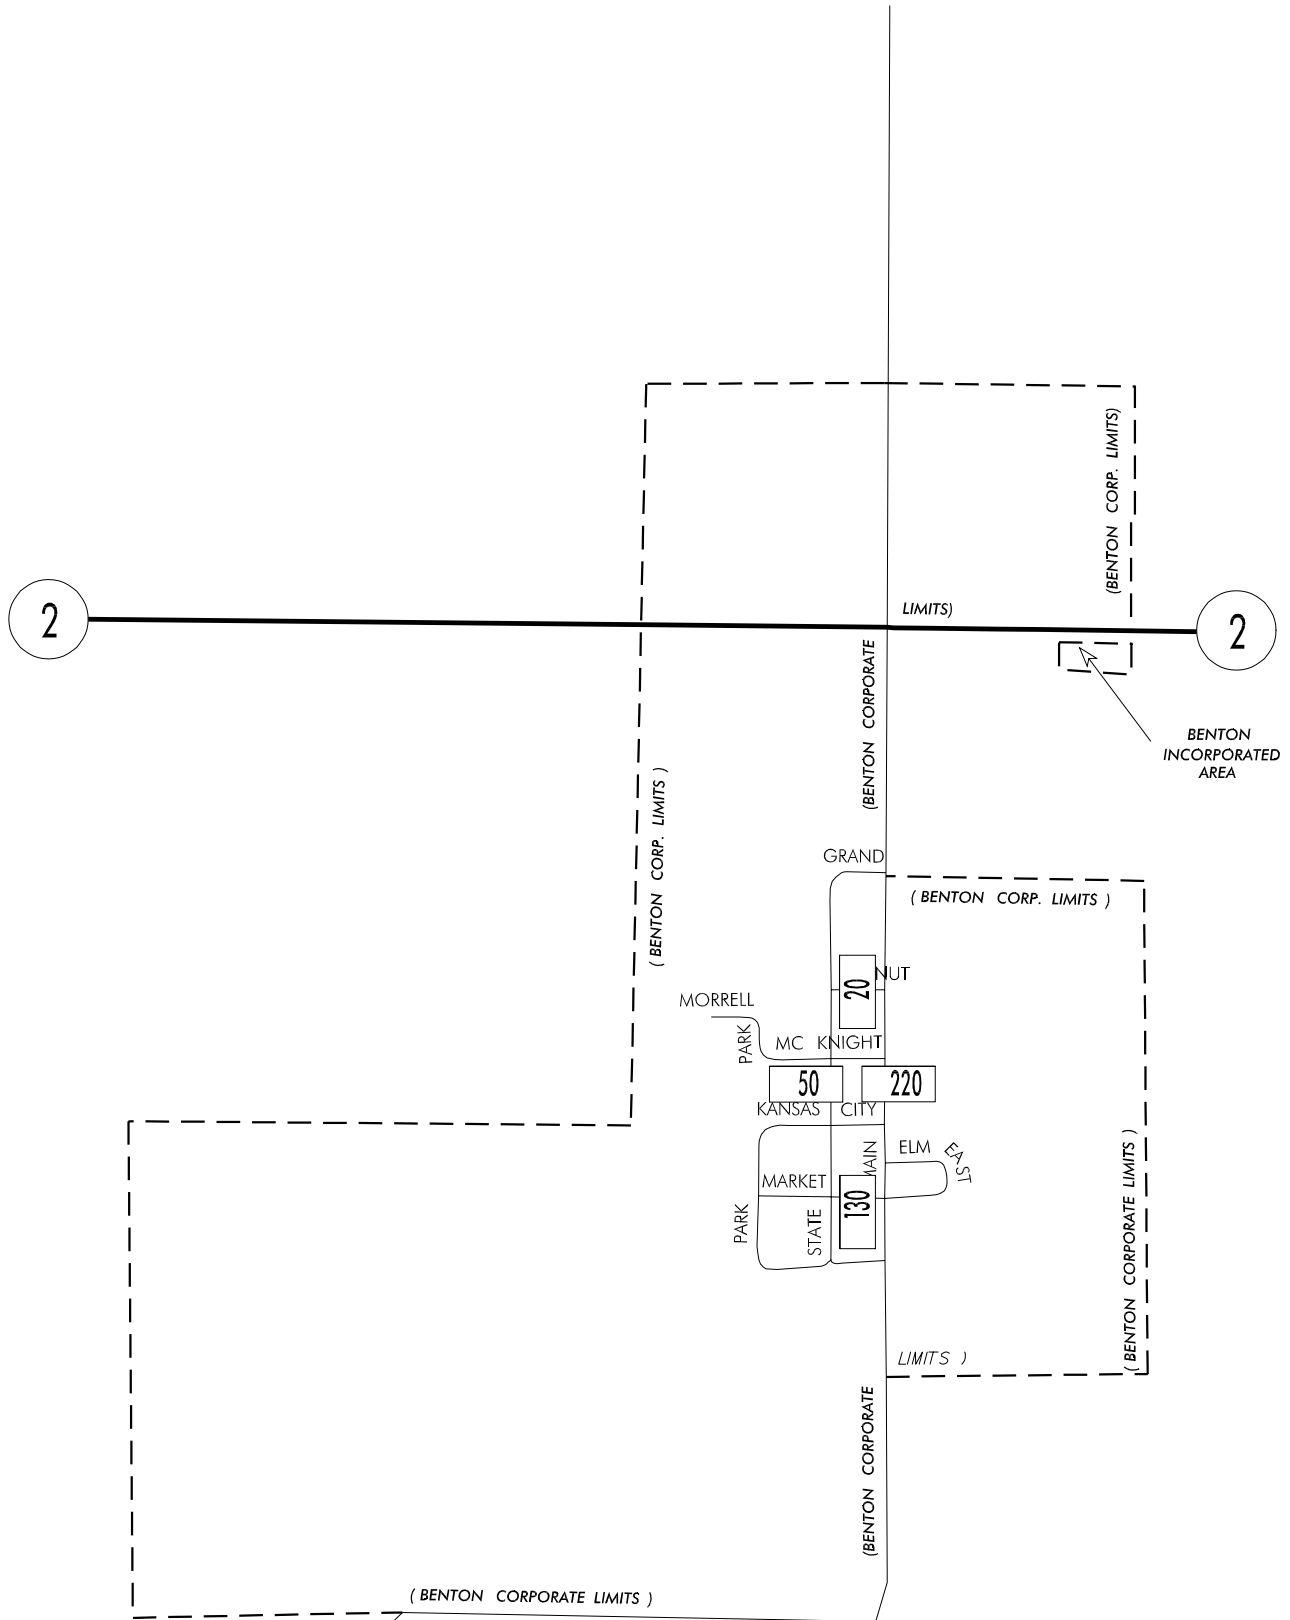 (BENTON CORP. LIMITS)
2
LIMITS)
2
(BENTON CORPORATE
BENTON
INCORPORATED
AREA
( BENTON CORP. LIMITS )
GRAND
( BENTON CORP. LIMITS )
20
NUT
MORRELL
PARK
MC KNIGHT
50
220
KANSAS CITY
MAIN
ELM
EAST
MARKET
130
PARK
STATE
( BENTON CORPORATE LIMITS )
LIMITS )
(BENTON CORPORATE
( BENTON CORPORATE LIMITS )